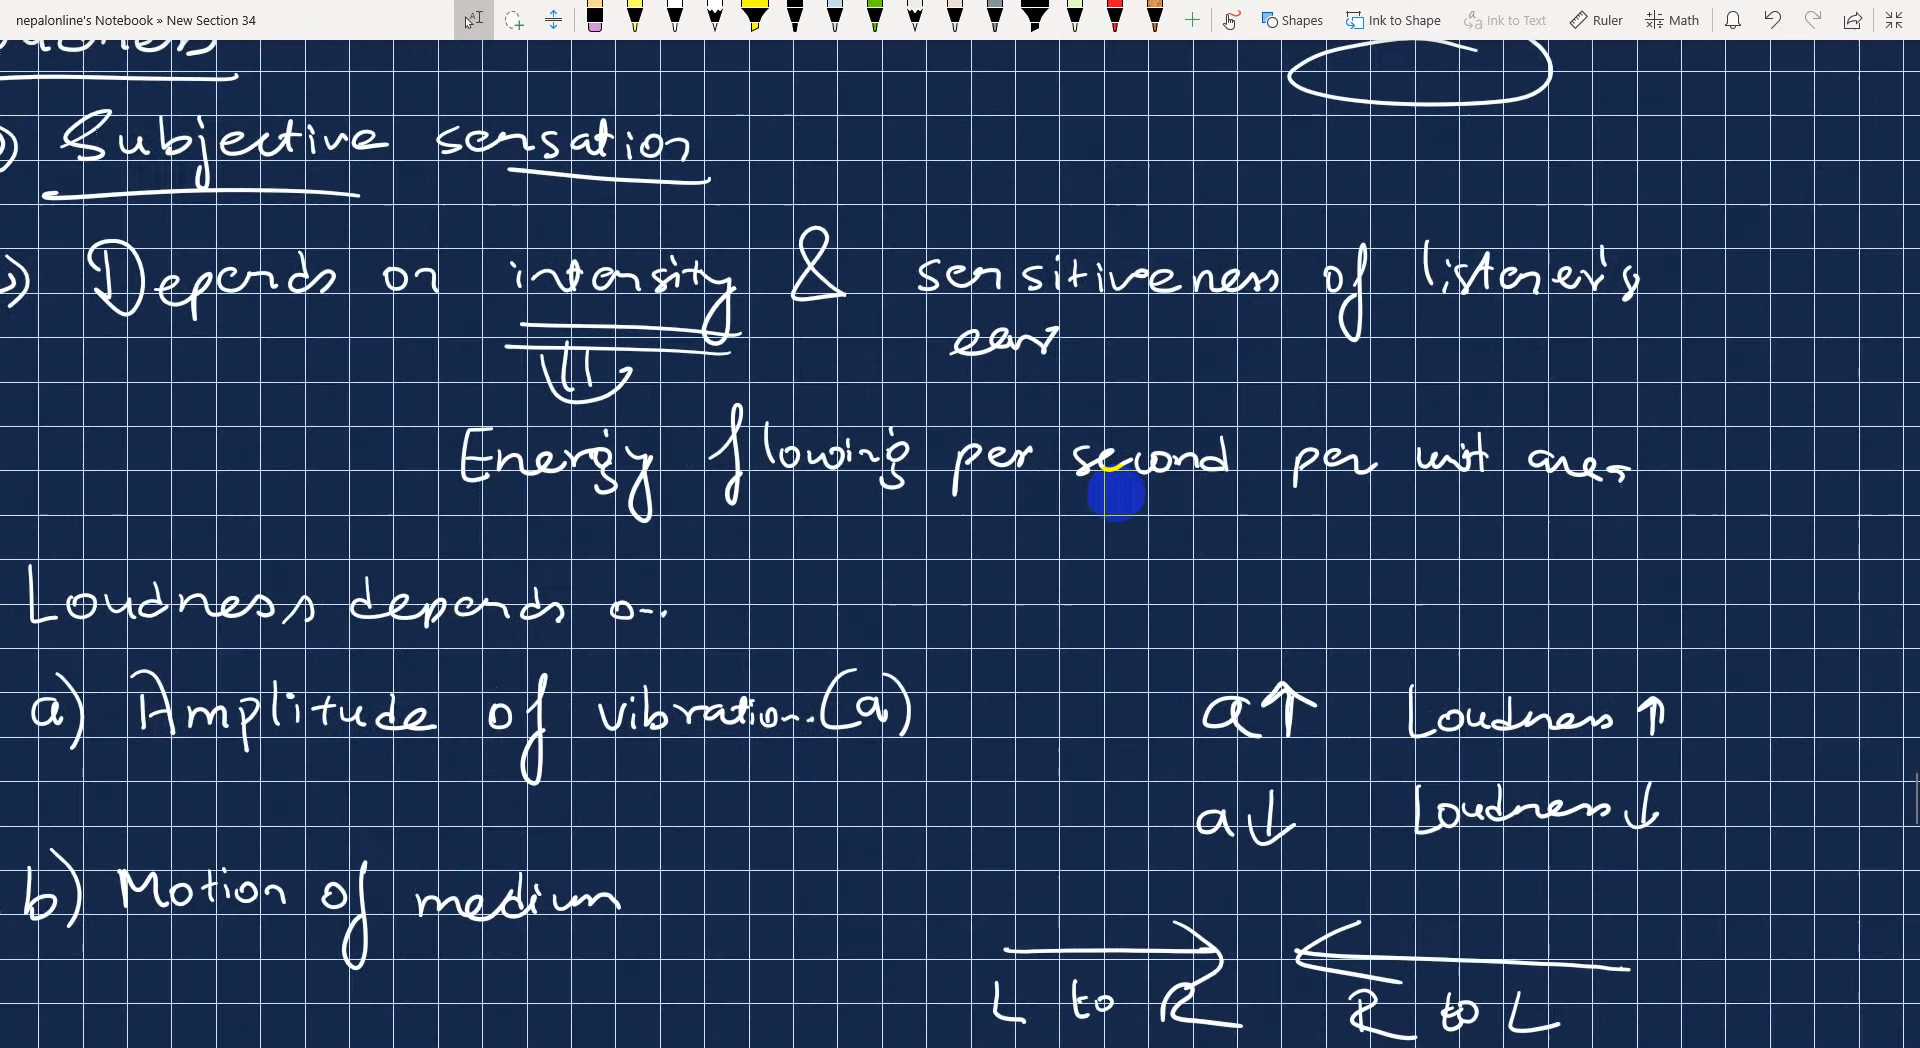 nepalonline's Notebook » New Section 34
Shapes Ink to Shape Ink to Text Ruler Math
Subjective sensation
Depends on intensity & sensitiveness of listener's
ear
Energy flowing per second per unit area
Loudness depends on
a) Amplitude of vibration. (a) a↑ Loudness ↑
a↓ Loudness ↓
b) Motion of medium
L to R R to L